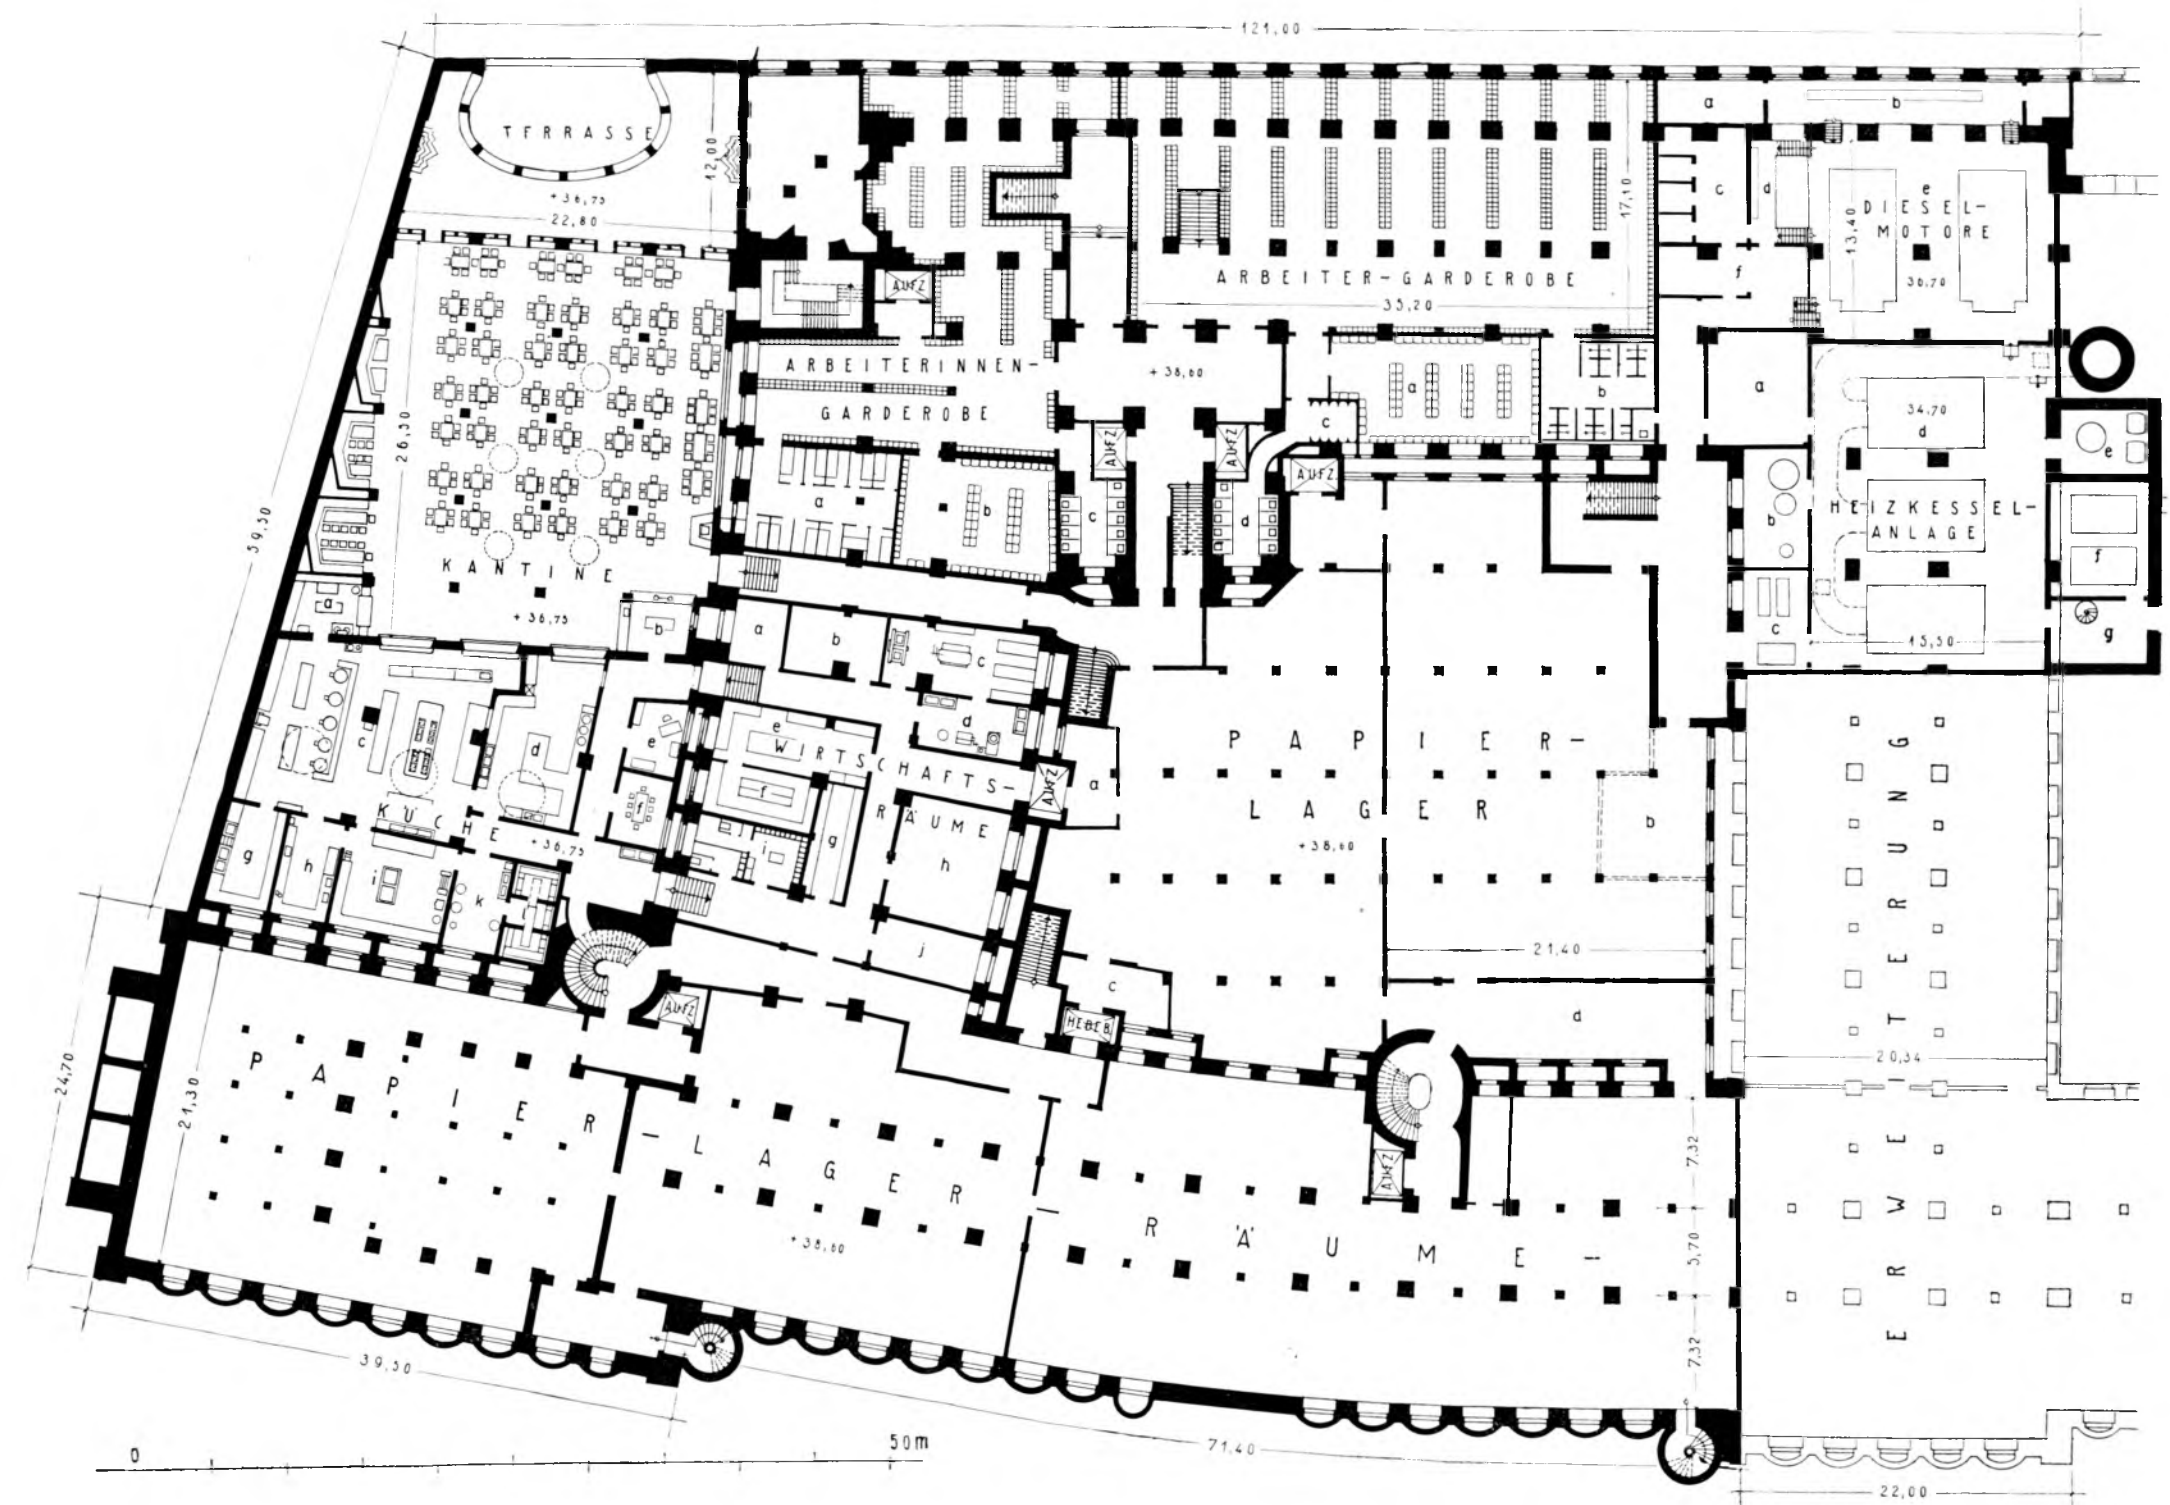 121,00
TERRASSE
12,00
+36,75
22,80
a
b
c
d
e
DIESEL-
MOTORE
13,40
36,70
17,10
f
AUFZ
ARBEITER-GARDEROBE
35,20
ARBEITERINNEN-
GARDEROBE
+38,60
a
b
c
a
34,70
d
26,30
59,50
AUFZ
AUFZ
AUFZ
a
b
c
d
b
e
HEIZKESSEL-
ANLAGE
f
KANTINE
+36,75
a
b
a
b
c
c
15,50
g
c
d
e
f
KÜCHE
+36,75
g
h
i
k
l
d
e
WIRTSCHAFTS-
RÄUME
f
g
h
i
j
AUFZ
a
PAPIER-
LAGER
+38,60
b
21,40
c
d
HEBEB.
AUFZ
20,34
ERWEITERUNG
24,70
21,30
PAPIER-LAGER-RÄUME-
+38,60
AUFZ
7,32
5,70
7,32
39,50
71,40
22,00
0
50m